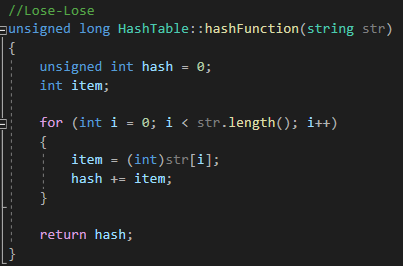 //Lose-Lose
unsigned long HashTable::hashFunction(string str)
{
    unsigned int hash = 0;
    int item;

    for (int i = 0; i < str.length(); i++)
    {
        item = (int)str[i];
        hash += item;
    }

    return hash;
}